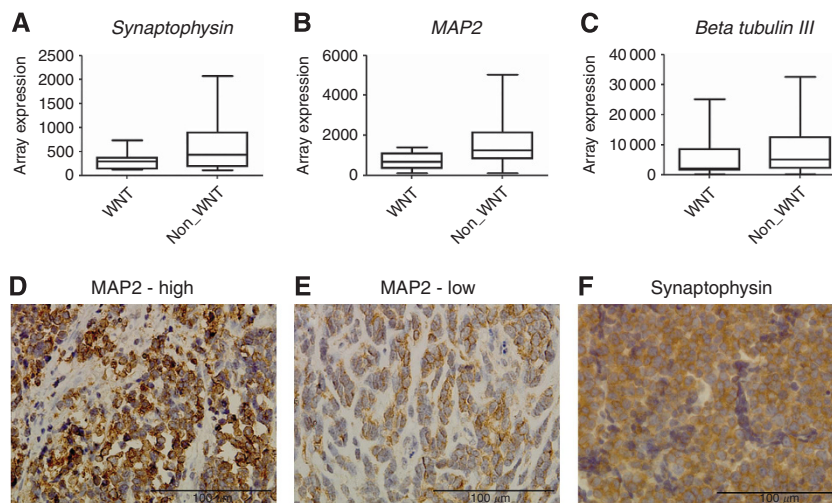 A Synaptophysin
Array expression
2500
2000
1500
1000
500
0
WNT
Non_WNT
B MAP2
Array expression
6000
4000
2000
0
WNT
Non_WNT
C Beta tubulin III
Array expression
40 000
30 000
20 000
10 000
0
WNT
Non_WNT
D MAP2 - high
100 μm
E MAP2 - low
100 μm
F Synaptophysin
100 μm